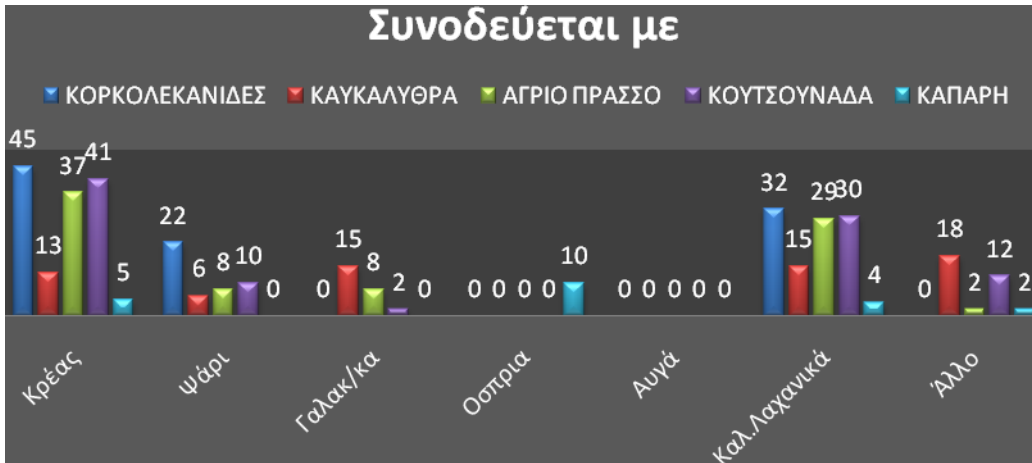 Συνοδεύεται με
ΚΟΡΚΟΛΕΚΑΝΙΔΕΣ ΚΑΥΚΑΛΥΘΡΑ ΑΓΡΙΟ ΠΡΑΣΣΟ ΚΟΥΤΣΟΥΝΑΔΑ ΚΑΠΑΡΗ
45 13 37 41 5
22 6 8 10 0
0 15 8 2 0
0 0 0 0 10
0 0 0 0 0
32 15 29 30 4
0 18 2 12 2
Κρέας
Ψάρι
Γαλακ/κα
Οσπρια
Αυγά
Καλ.Λαχανικά
Άλλο